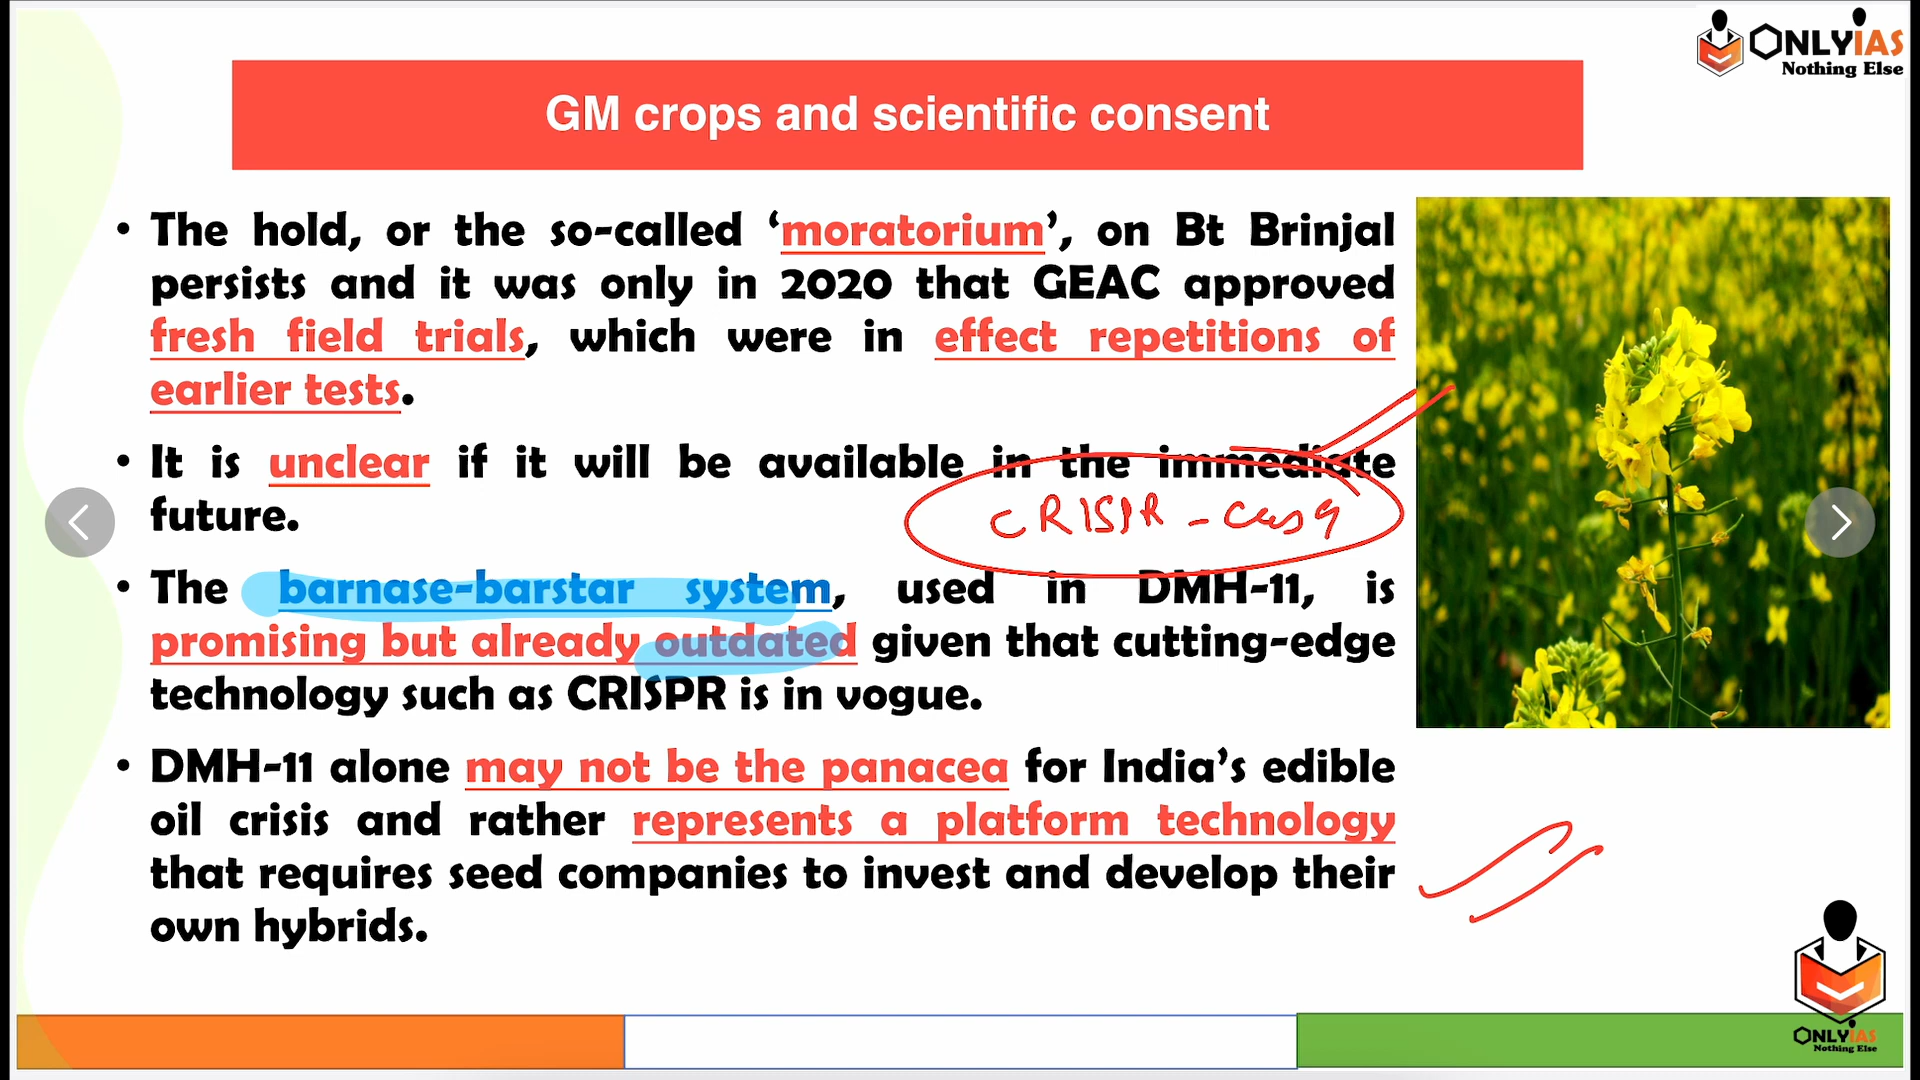 ONLYIAS
Nothing Else
GM crops and scientific consent
• The hold, or the so-called ‘moratorium’, on Bt Brinjal
persists and it was only in 2020 that GEAC approved
fresh field trials, which were in effect repetitions of
earlier tests.
• It is unclear if it will be available in the immediate
future.
CRISPR - Cas9
• The barnase-barstar system, used in DMH-11, is
promising but already outdated given that cutting-edge
technology such as CRISPR is in vogue.
• DMH-11 alone may not be the panacea for India’s edible
oil crisis and rather represents a platform technology
that requires seed companies to invest and develop their
own hybrids.
ONLYIAS
Nothing Else